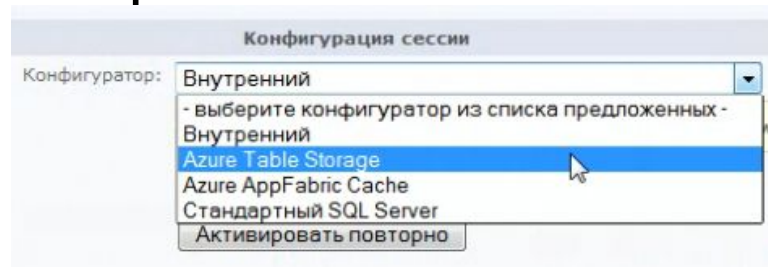 Конфигурация сессии
Конфигуратор: Внутренний
- выберите конфигуратор из списка предложенных -
Внутренний
Azure Table Storage
Azure AppFabric Cache
Стандартный SQL Server
Активировать повторно